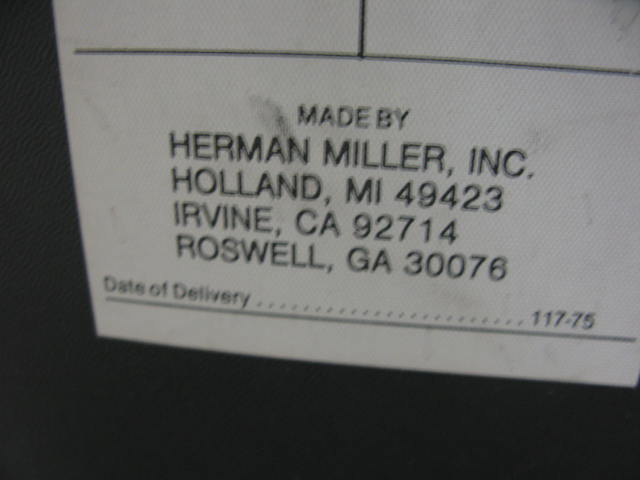 MADE BY
HERMAN MILLER, INC.
HOLLAND, MI 49423
IRVINE, CA 92714
ROSWELL, GA 30076
Date of Delivery ........................ 117-75